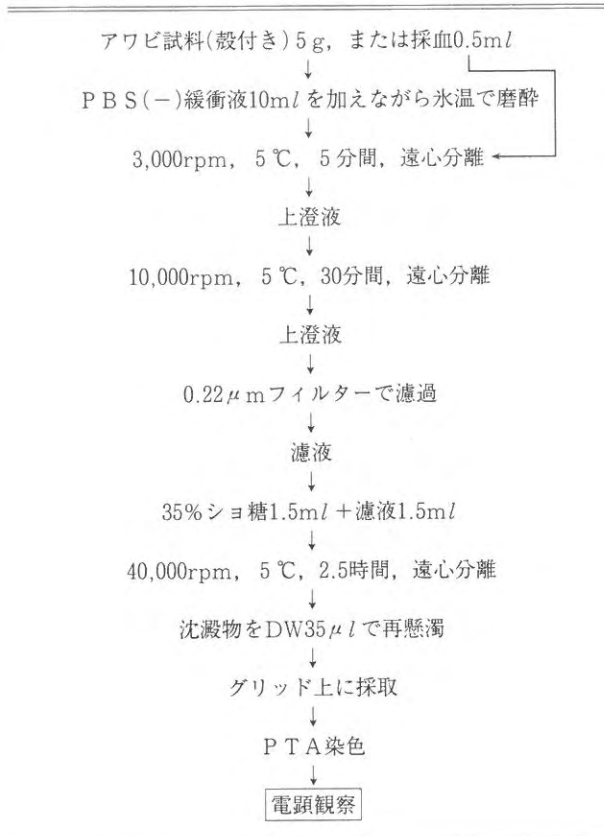 アワビ試料(殻付き)5g,または採血0.5ml
↓
PBS(−)緩衝液10mlを加えながら氷温で磨酔
↓
3,000rpm, 5℃, 5分間, 遠心分離
↓
上澄液
↓
10,000rpm, 5℃, 30分間, 遠心分離
↓
上澄液
↓
0.22μmフィルターで濾過
↓
濾液
↓
35%ショ糖1.5ml+濾液1.5ml
↓
40,000rpm, 5℃, 2.5時間, 遠心分離
↓
沈澱物をDW35μlで再懸濁
↓
グリッド上に採取
↓
PTA染色
↓
電顕観察